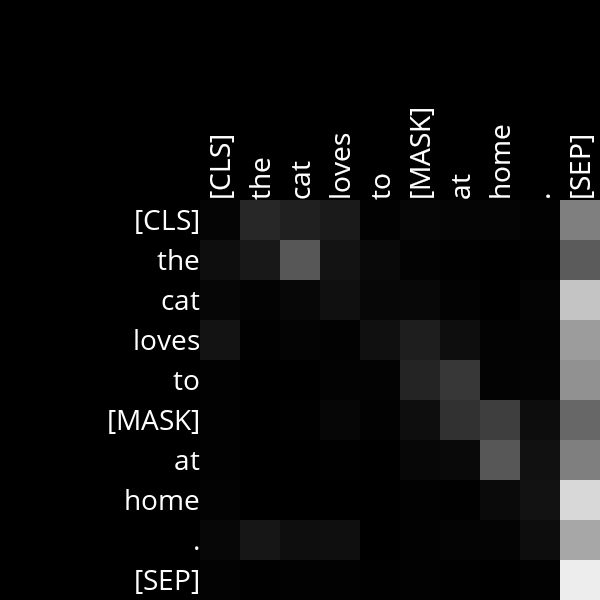 [CLS] the cat loves to [MASK] at home . [SEP]
[CLS]
the
cat
loves
to
[MASK]
at
home
.
[SEP]